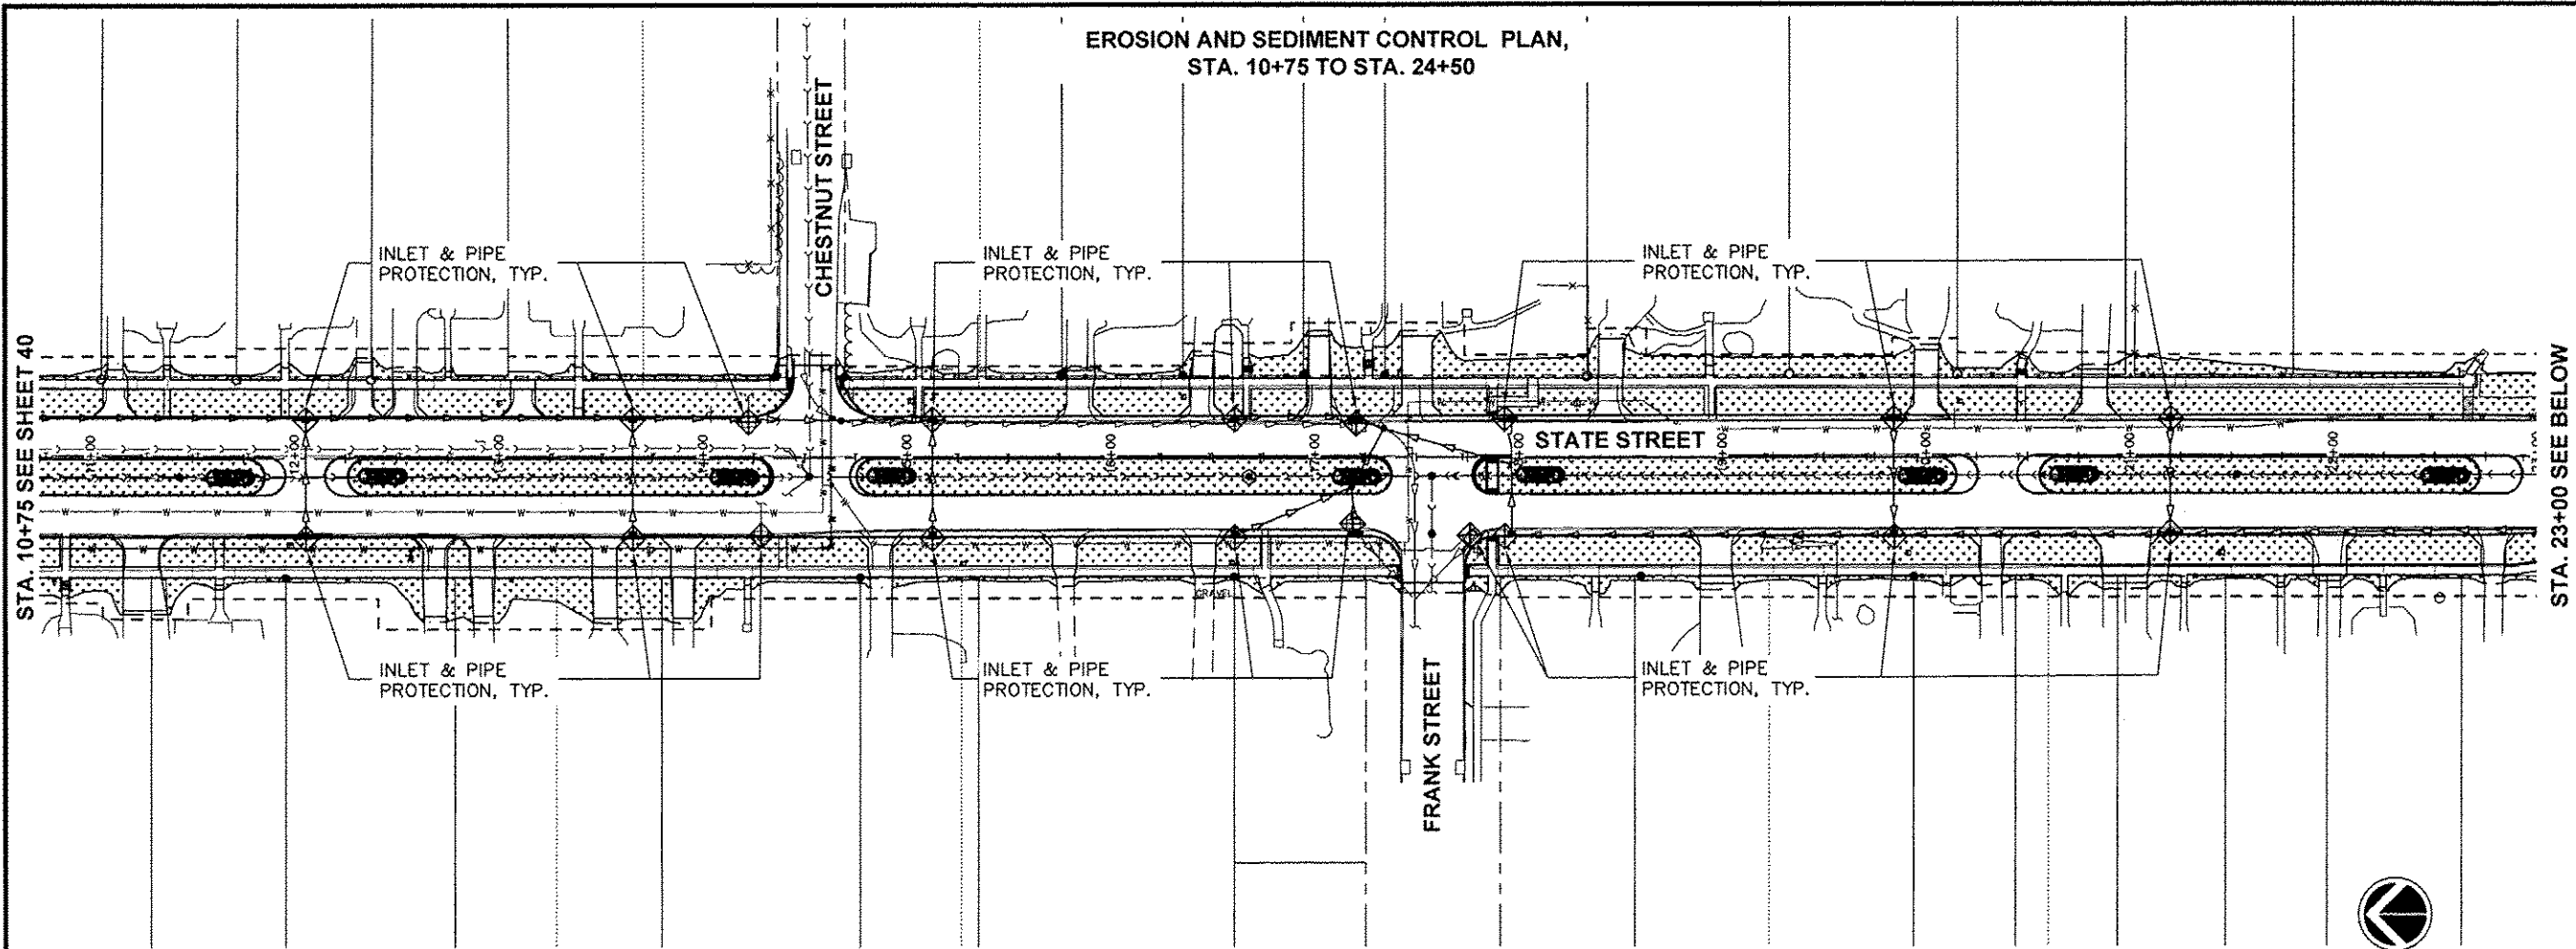 EROSION AND SEDIMENT CONTROL PLAN,
STA. 10+75 TO STA. 24+50
CHESTNUT STREET
INLET & PIPE
PROTECTION, TYP.
INLET & PIPE
PROTECTION, TYP.
INLET & PIPE
PROTECTION, TYP.
STA. 10+75 SEE SHEET 40
STATE STREET
STA. 23+00 SEE BELOW
GRAVEL
INLET & PIPE
PROTECTION, TYP.
INLET & PIPE
PROTECTION, TYP.
INLET & PIPE
PROTECTION, TYP.
FRANK STREET